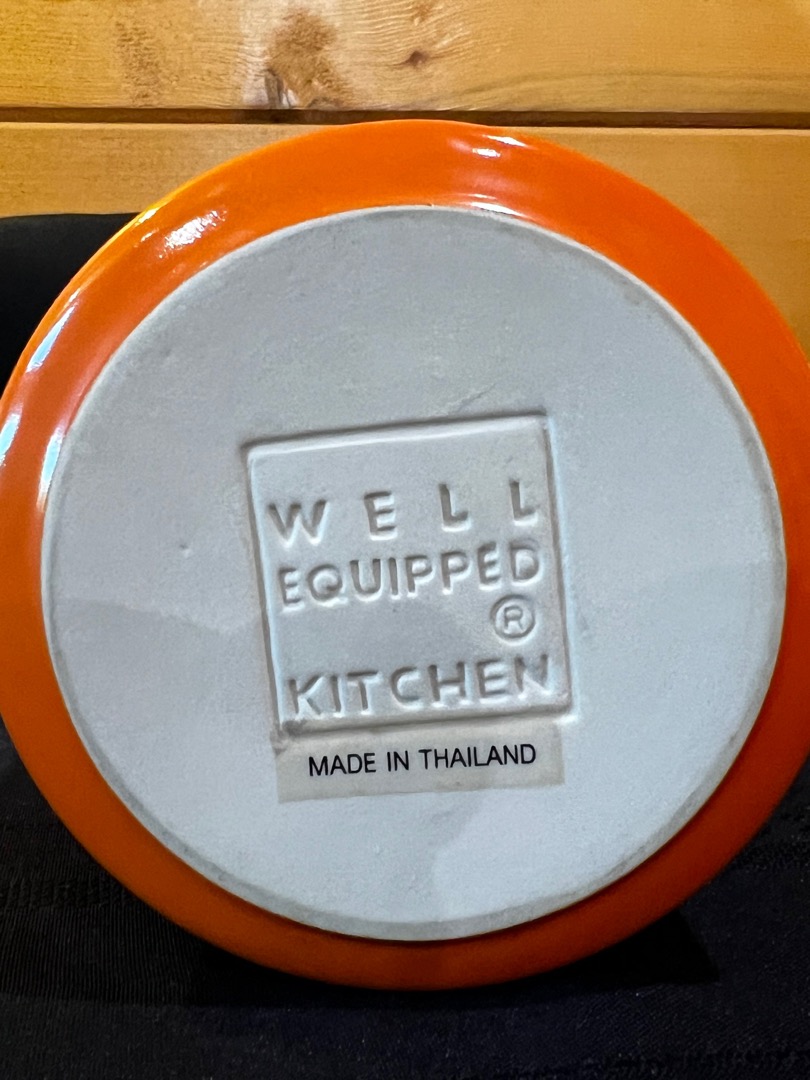 WELL
EQUIPPED
®
KITCHEN
MADE IN THAILAND